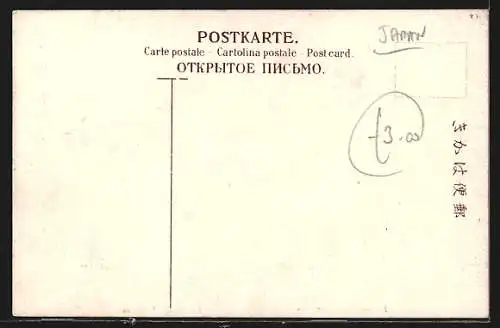 POSTKARTE.
Carte postale - Cartolina postale - Post card.
ОТКРЫТОЕ ПИСЬМО.
JAPAN
£3-00
きかは便郵